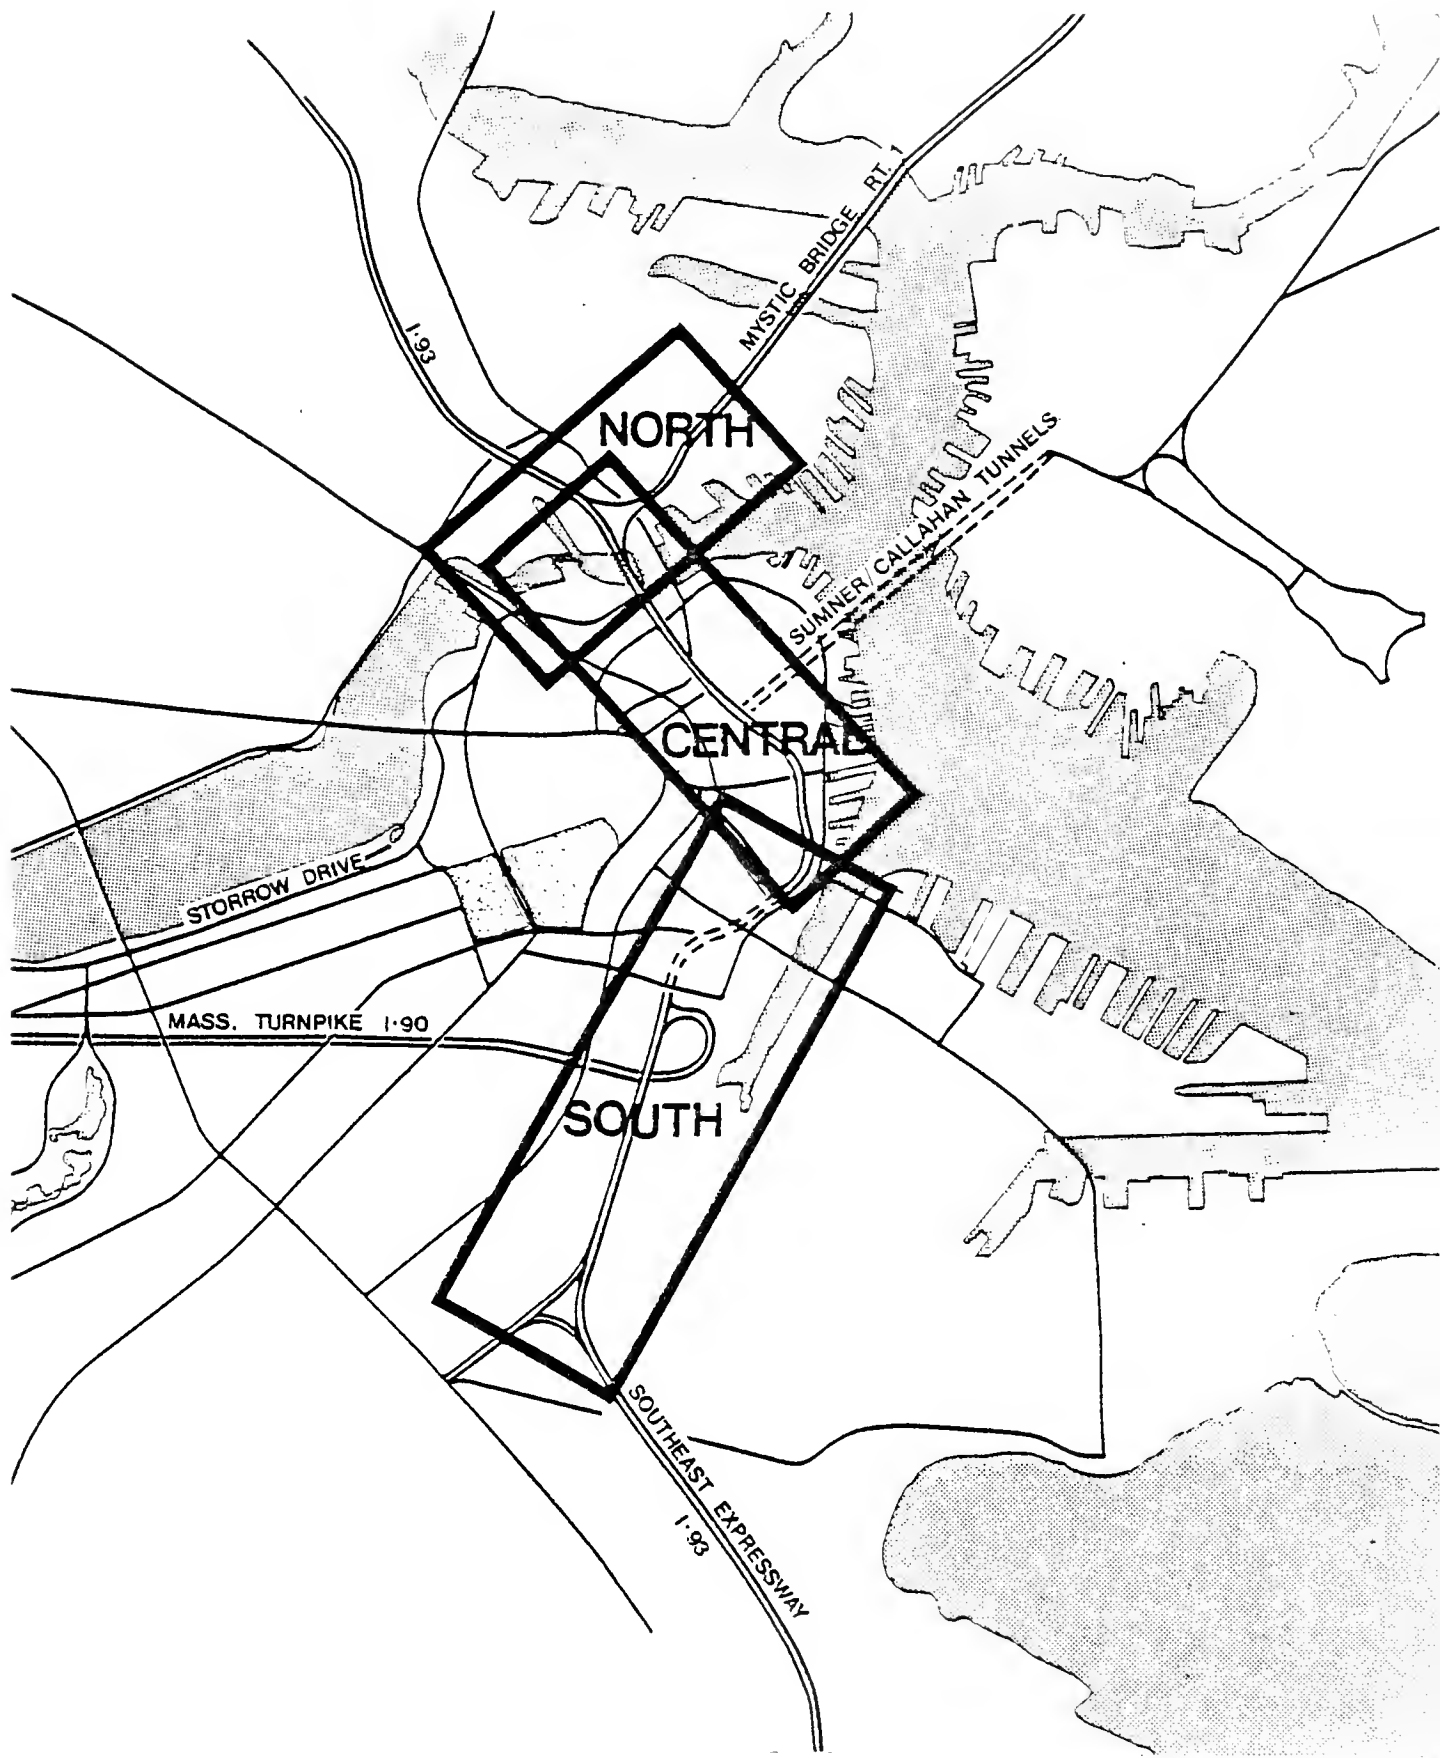 MYSTIC BRIDGE RT. 1
I-93
NORTH
SUMNER/CALLAHAN TUNNELS
CENTRAL
STORROW DRIVE
MASS. TURNPIKE I-90
SOUTH
SOUTHEAST EXPRESSWAY
I-93